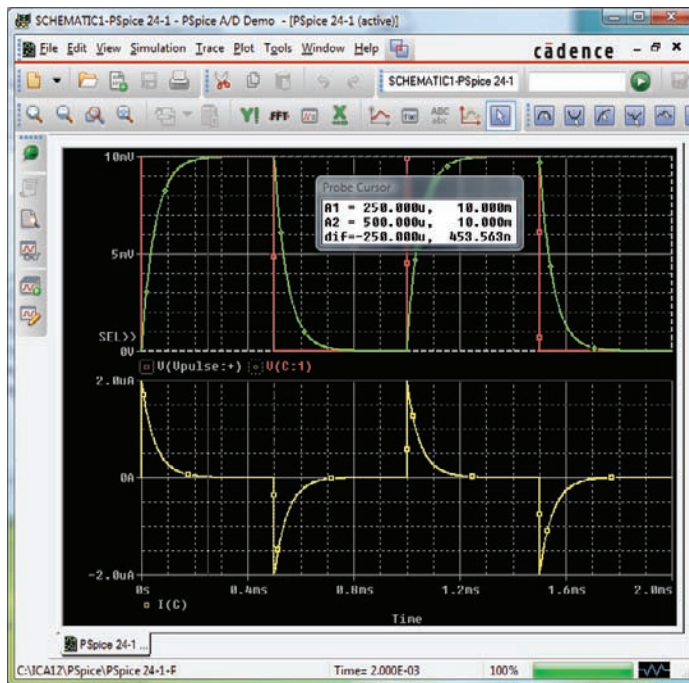 SCHEMATIC1-PSpice 24-1 - PSpice A/D Demo - [PSpice 24-1 (active)]
File Edit View Simulation Trace Plot Tools Window Help
cādence
SCHEMATIC1-PSpice 24-1
FFT
ABC
abc
10mV
Probe Cursor
A1 = 250.000u, 10.000m
A2 = 500.000u, 10.000m
dif=-250.000u, 453.563n
5mV
SEL>>
0V
V(Vpulse:+) V(C:1)
2.0uA
0A
-2.0uA
0s 0.4ms 0.8ms 1.2ms 1.6ms 2.0ms
I(C)
Time
PSpice 24-1 ...
C:\ICA12\PSpice\PSpice 24-1-F Time= 2.000E-03 100%